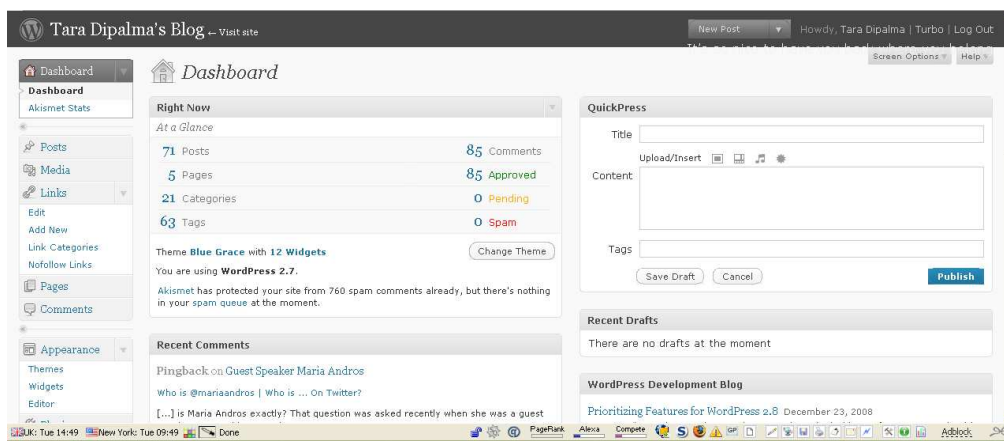 Tara Dipalma's Blog ← Visit site
New Post
Howdy, Tara Dipalma | Turbo | Log Out
Screen Options
Help
Dashboard
Dashboard
Akismet Stats
Posts
Media
Links
Edit
Add New
Link Categories
Nofollow Links
Pages
Comments
Appearance
Themes
Widgets
Editor
Dashboard
Right Now
At a Glance
71 Posts 85 Comments
5 Pages 85 Approved
21 Categories 0 Pending
63 Tags 0 Spam
Theme Blue Grace with 12 Widgets
Change Theme
You are using WordPress 2.7.
Akismet has protected your site from 760 spam comments already, but there's nothing
in your spam queue at the moment.
Recent Comments
Pingback on Guest Speaker Maria Andros
Who is @mariaandros | Who is ... On Twitter?
[...] is Maria Andros exactly? That question was asked recently when she was a guest
QuickPress
Title
Upload/Insert
Content
Tags
Save Draft
Cancel
Publish
Recent Drafts
There are no drafts at the moment
WordPress Development Blog
Prioritizing Features for WordPress 2.8 December 23, 2008
UK: Tue 14:49 New York: Tue 09:49 Done
PageRank Alexa Compete Adblock